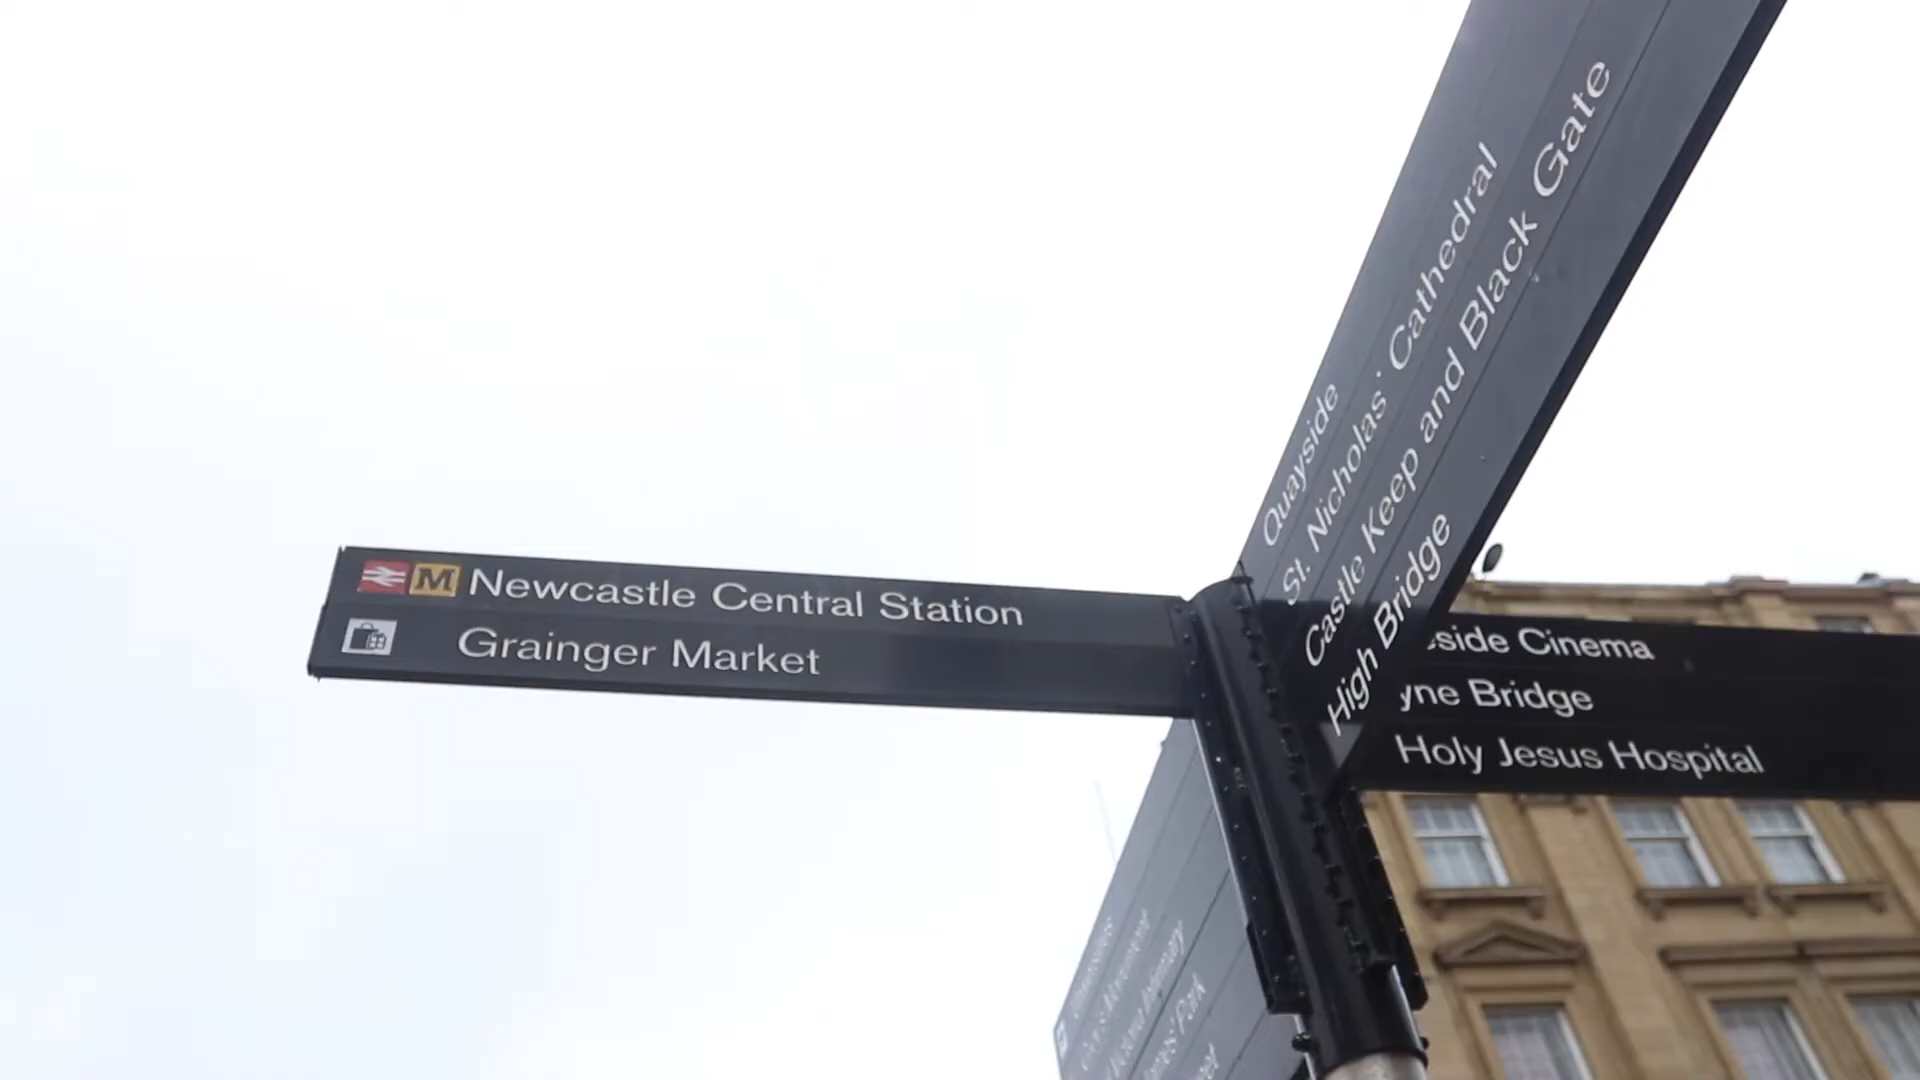 M Newcastle Central Station
Grainger Market
Quayside
St. Nicholas' Cathedral
Castle Keep and Black Gate
High Bridge
side Cinema
yne Bridge
Holy Jesus Hospital
Park